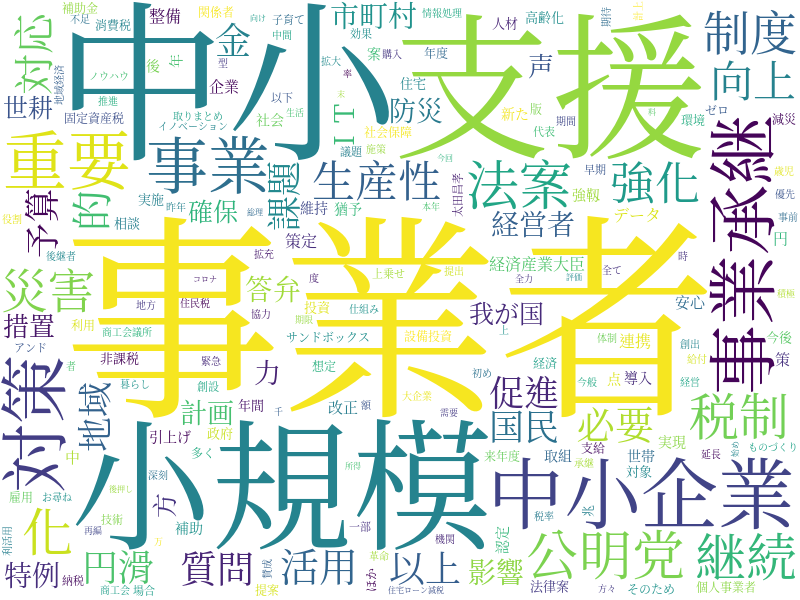 補助金
整備
関係者
向け
子育て
市町村
情報処理
高齢化
人材
期待
制度
中小
支援
対応
不足
消費税
型
中間
効果
案
購入
年度
向上
地域経済
ノウハウ
後
年
企業
金
拡大
率
住宅
声
世耕
推進
取りまとめ
イノベーション
以下
末
防災
新た
版
ゼロ
固定資産税
社会
生活
IT
社会保障
代表
期間
環境
減災
重要
事業
議題
施策
今回
科
課題
生産性
法案
強化
早期
歳児
優先
事前
事業承継
役割
的
実施
昨年
総理
維持
猶予
本年
太田昌孝
強靱
予算
相談
確保
策定
経営者
データ
円
後継者
コロナ
拡充
度
上乗せ
提出
経済産業大臣
全て
時
災害
地方
住民税
答弁
投資
仕組み
全力
評価
我が国
安心
積極
措置
利用
商工会議所
協力
期限
サンドボックス
設備投資
上
体制
連携
創出
今後
アンド
非課税
緊急
力
想定
経済
給付
策
者
暮らし
創設
大企業
初め
今般
点
導入
経営
事業者
対策
地域
計画
年間
改正
額
促進
国民
必要
税制
引上げ
政府
千
需要
支給
実現
延長
始め
ものづくり
中
多く
小規模
来年度
取組
世帯
対象
承継
雇用
お尋ね
深刻
後押し
方
所得
中小企業
化
技術
補助
万
兆
税率
認定
利活用
再編
一部
革命
機関
公明党
継続
円滑
質問
活用
以上
影響
特例
納税
賛成
ほか
法律案
方々
そのため
個人事業者
商工会
場合
提案
住宅ローン減税